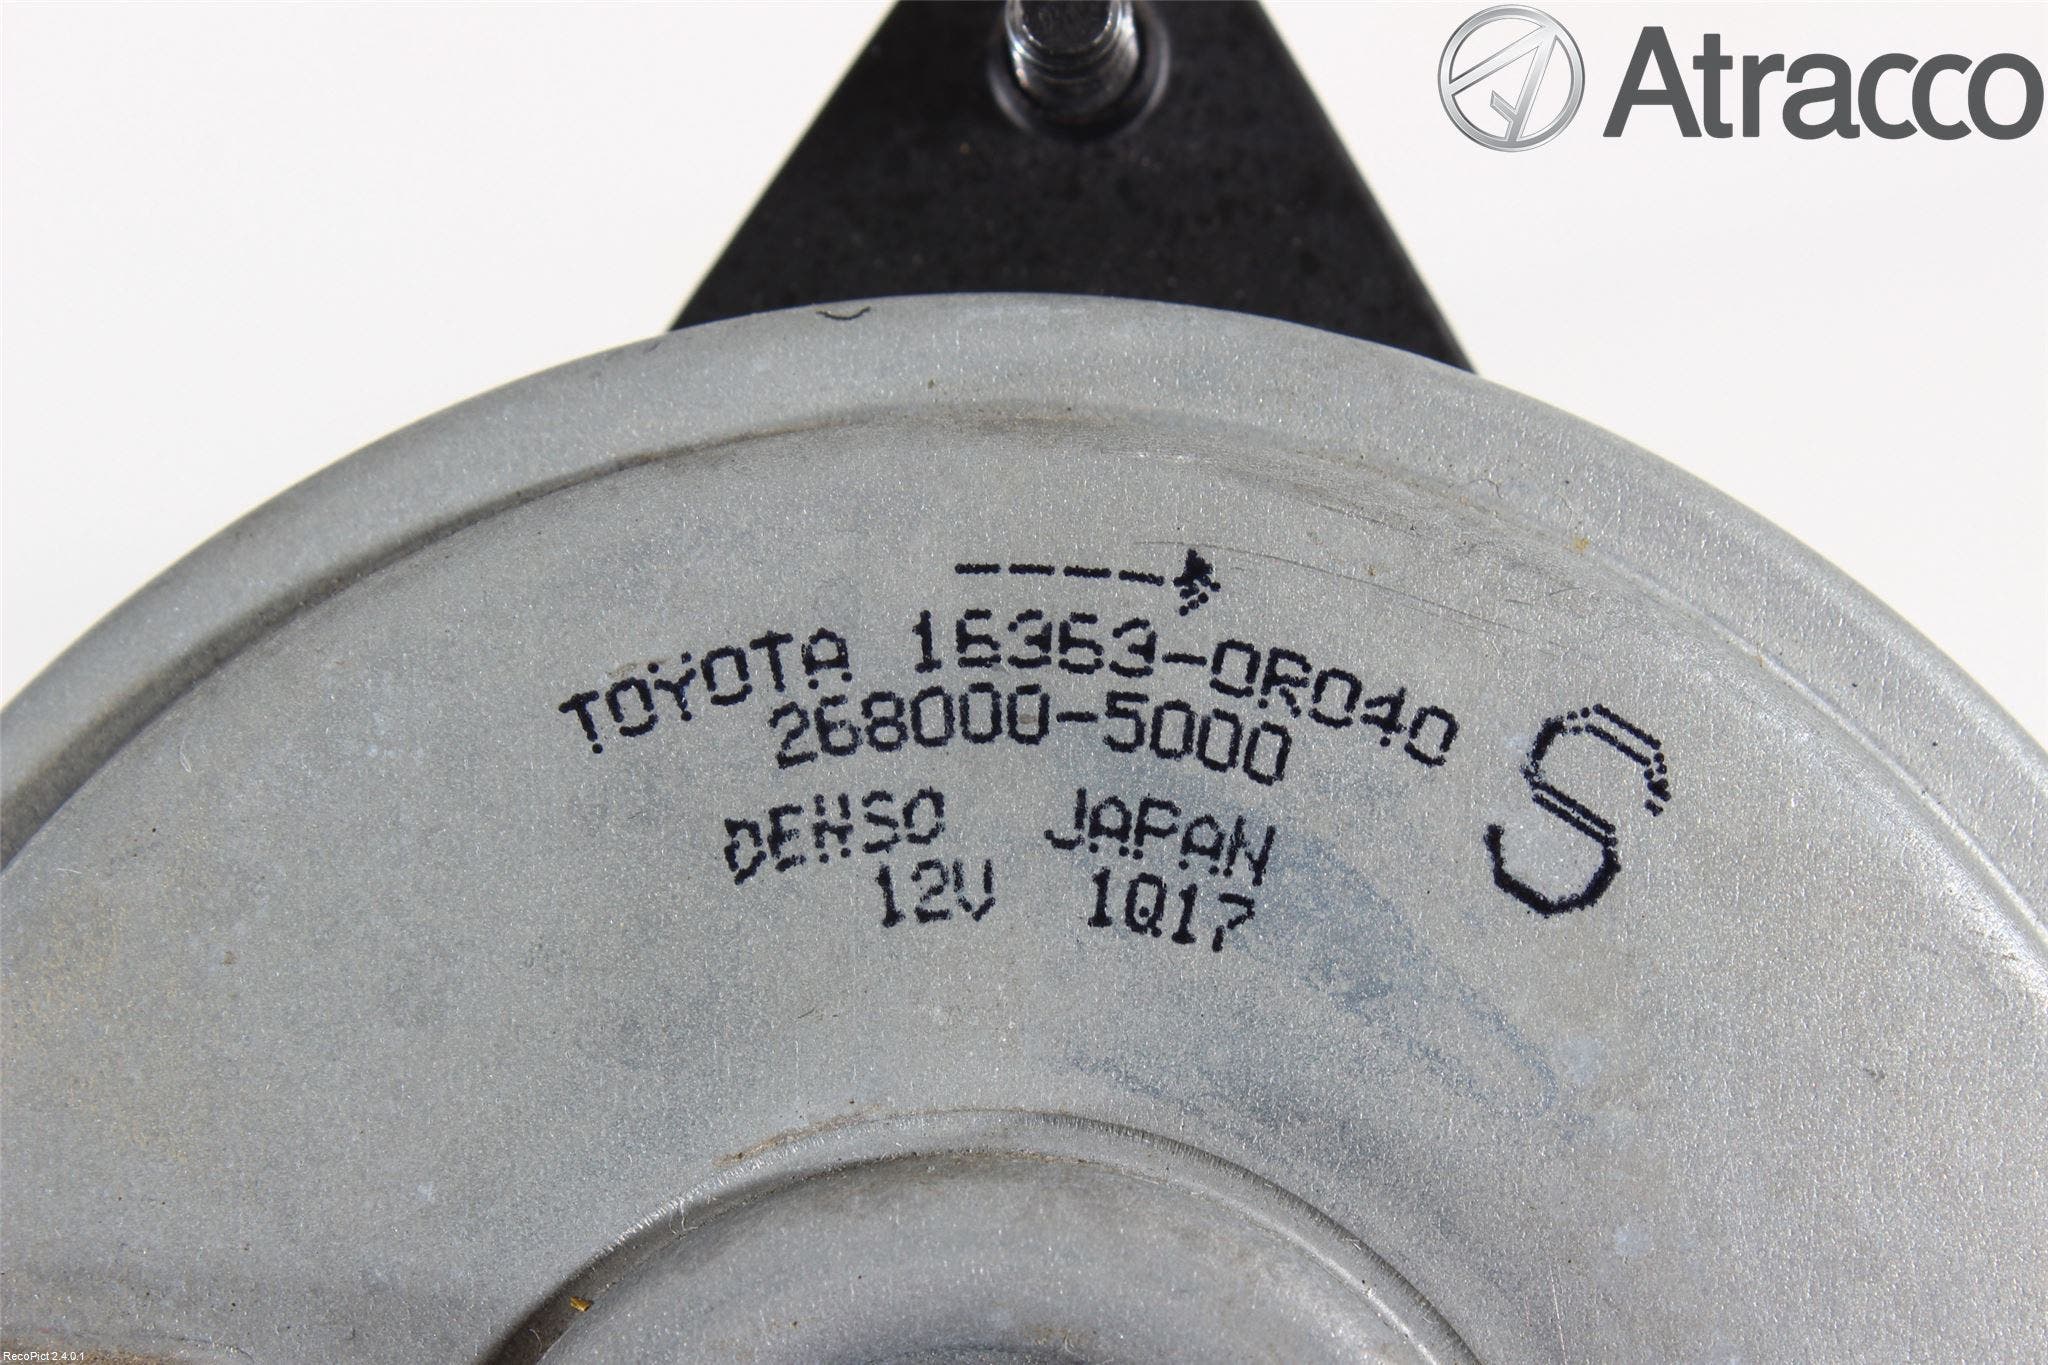 Atracco
TOYOTA 16363-0R040
268000-5000
S
DENSO JAPAN
12V 1Q17
RecoPict 2.4.0.1